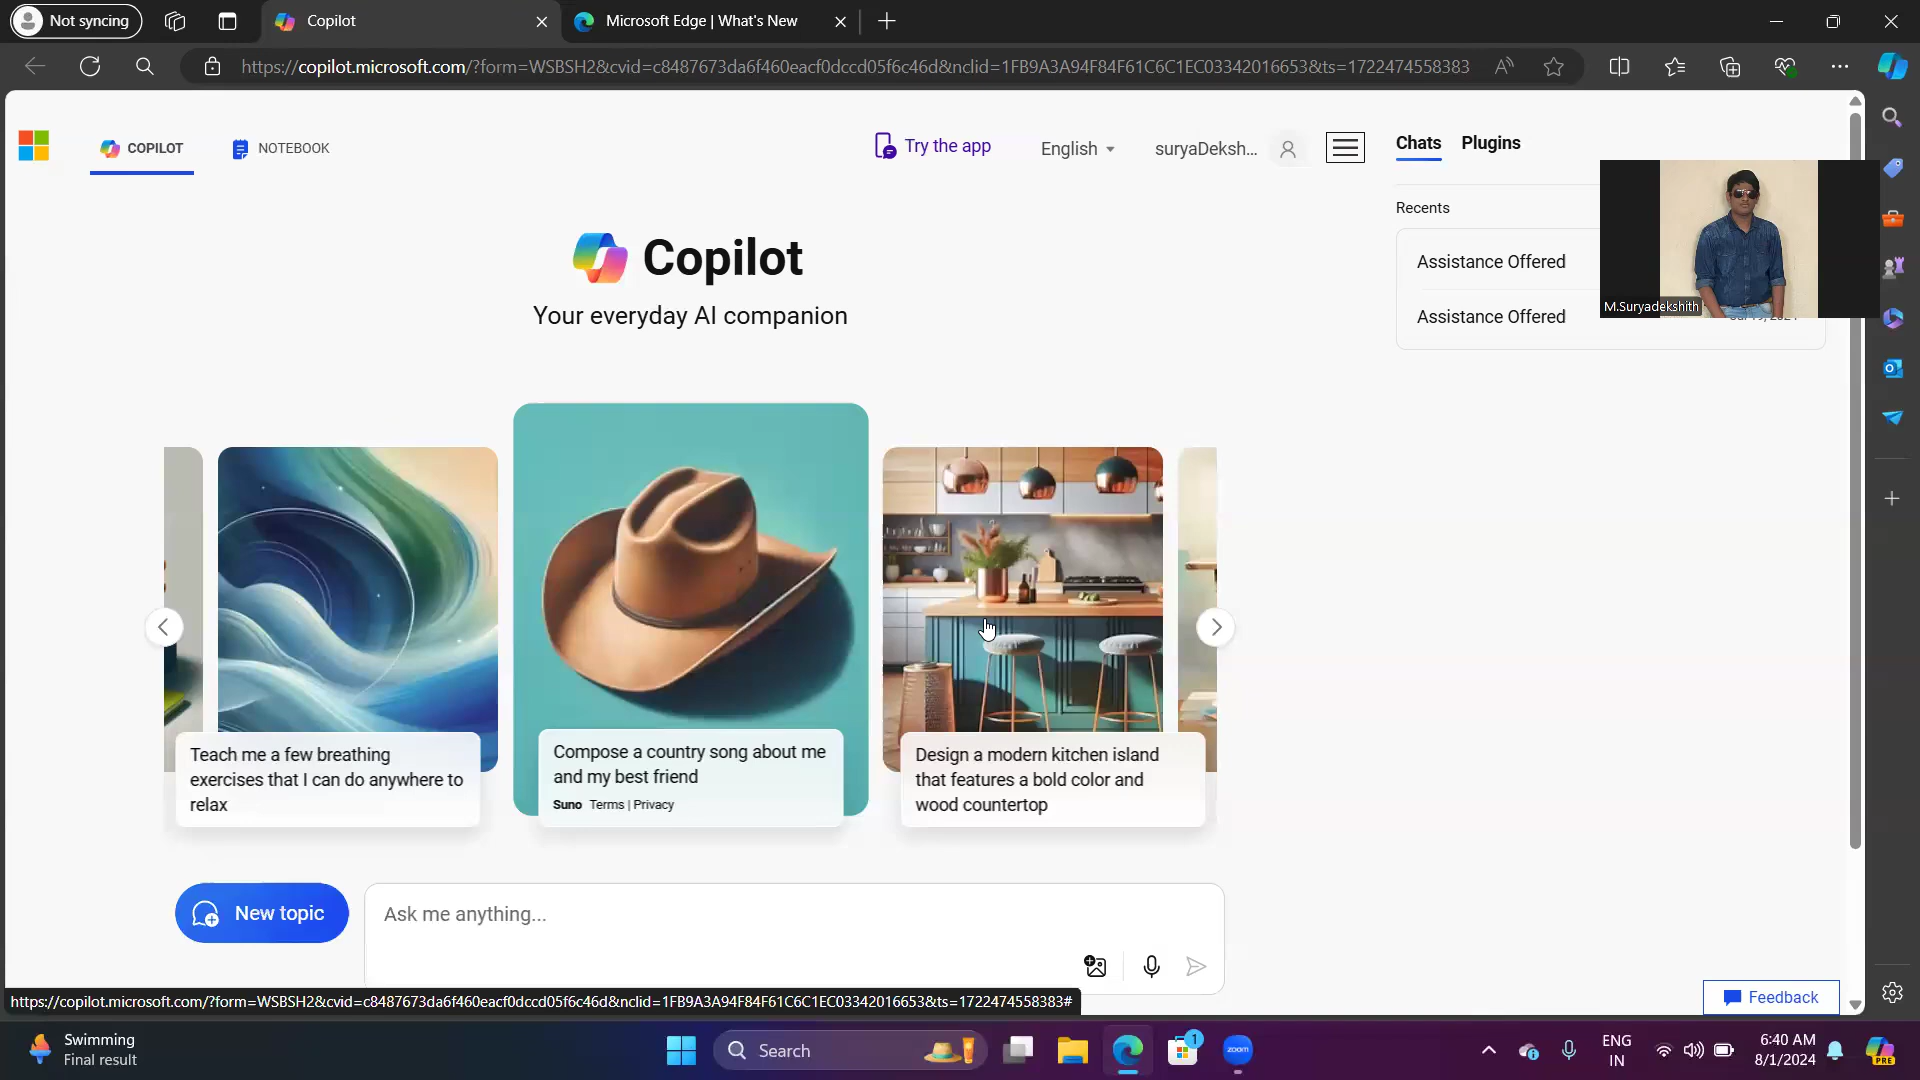 Not syncing
Copilot
Microsoft Edge | What's New
https://copilot.microsoft.com/?form=WSBSH2&cvid=c8487673da6f460eacf0dccd05f6c46d&nclid=1FB9A3A94F84F61C6C1EC03342016653&ts=1722474558383
COPILOT
NOTEBOOK
Try the app
English
suryaDeksh...
Chats
Plugins
Copilot
Your everyday AI companion
Recents
Assistance Offered
Assistance Offered
M.Suryadekshith
Teach me a few breathing
exercises that I can do anywhere to
relax
Compose a country song about me
and my best friend
Suno Terms | Privacy
Design a modern kitchen island
that features a bold color and
wood countertop
New topic
Ask me anything...
Feedback
https://copilot.microsoft.com/?form=WSBSH2&cvid=c8487673da6f460eacf0dccd05f6c46d&nclid=1FB9A3A94F84F61C6C1EC03342016653&ts=1722474558383#
Swimming
Final result
Search
1
zoom
ENG
IN
6:40 AM
8/1/2024
PRE